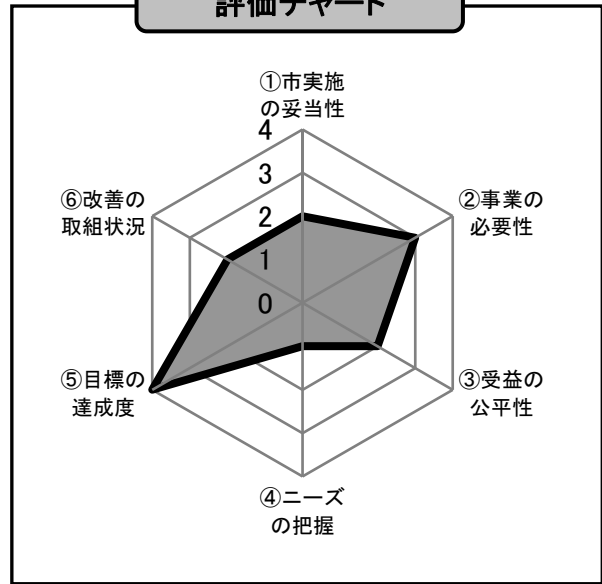 評価チャート
①市実施
の妥当性
4
3
2
1
0
②事業の
必要性
③受益の
公平性
④ニーズ
の把握
⑤目標の
達成度
⑥改善の
取組状況